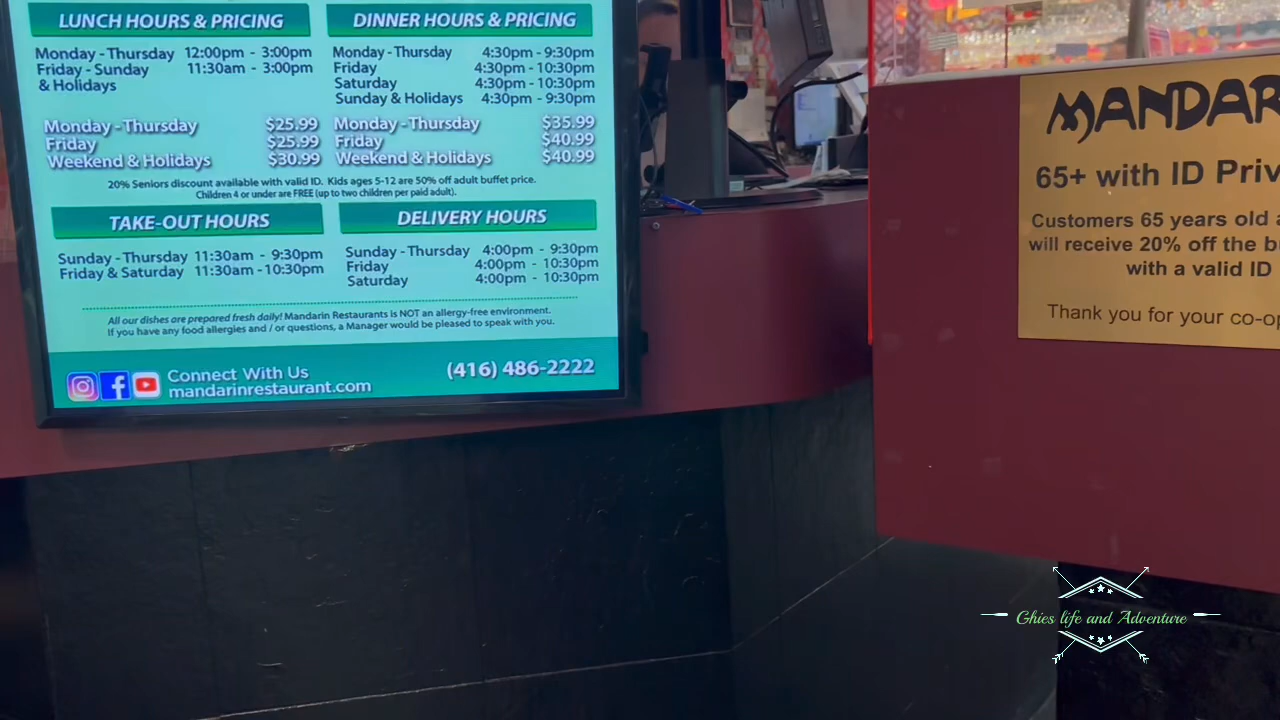 LUNCH HOURS & PRICING
Monday - Thursday 12:00pm - 3:00pm
Friday - Sunday 11:30am - 3:00pm
& Holidays
Monday - Thursday $25.99
Friday $25.99
Weekend & Holidays $30.99
DINNER HOURS & PRICING
Monday - Thursday 4:30pm - 9:30pm
Friday 4:30pm - 10:30pm
Saturday 4:30pm - 10:30pm
Sunday & Holidays 4:30pm - 9:30pm
Monday - Thursday $35.99
Friday $40.99
Weekend & Holidays $40.99
20% Seniors discount available with valid ID. Kids ages 5-12 are 50% off adult buffet price.
Children 4 or under are FREE (up to two children per paid adult).
TAKE-OUT HOURS
Sunday - Thursday 11:30am - 9:30pm
Friday & Saturday 11:30am - 10:30pm
DELIVERY HOURS
Sunday - Thursday 4:00pm - 9:30pm
Friday 4:00pm - 10:30pm
Saturday 4:00pm - 10:30pm
All our dishes are prepared fresh daily! Mandarin Restaurants is NOT an allergy-free environment.
If you have any food allergies and / or questions, a Manager would be pleased to speak with you.
Connect With Us
mandarinrestaurant.com
(416) 486-2222
MANDAR
65+ with ID Priv
Customers 65 years old
will receive 20% off the b
with a valid ID
Thank you for your co-op
Ghies life and Adventure